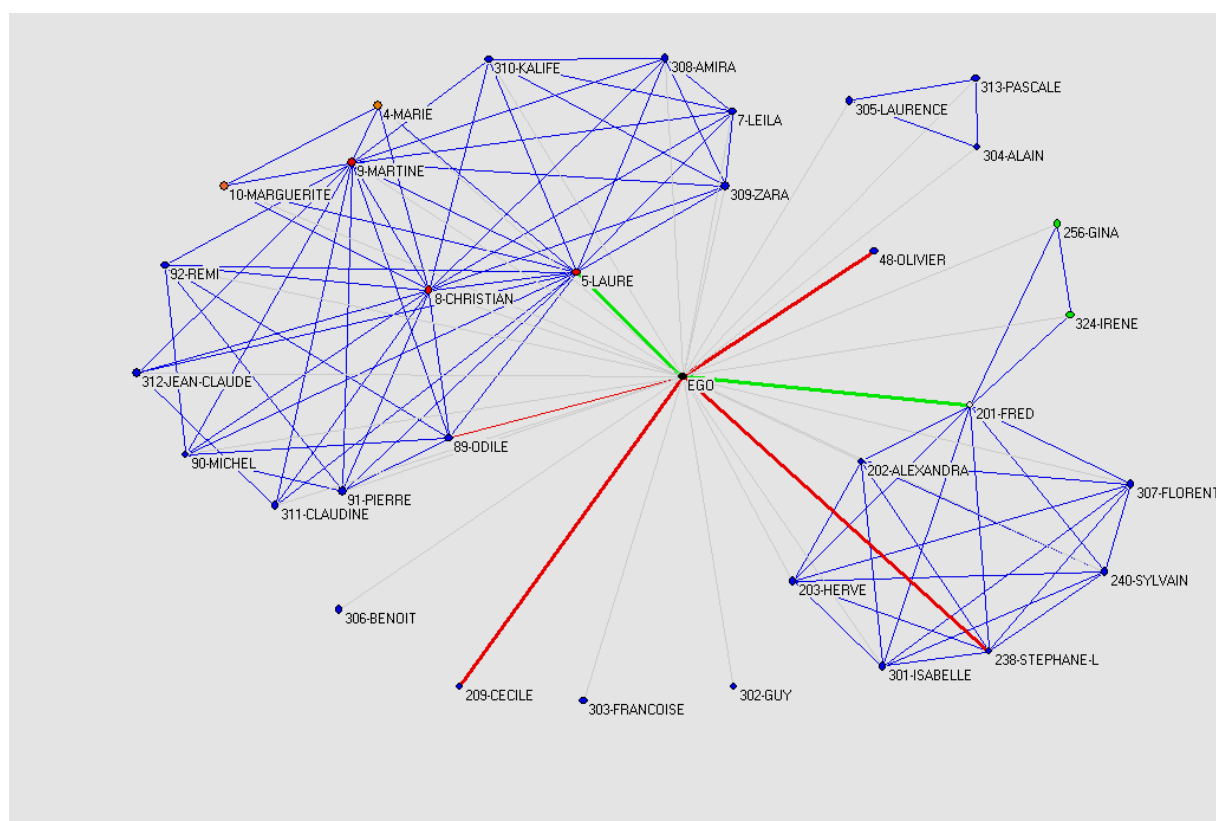 310-KALIFE
308-AMIRA
313-PASCALE
305-LAURENCE
4-MARIE
7-LEILA
304-ALAIN
9-MARTINE
10-MARGUERITE
309-ZARA
256-GINA
48-OLIVIER
92-REMI
5-LAURE
8-CHRISTIAN
324-IRENE
312-JEAN-CLAUDE
EGO
201-FRED
89-ODILE
90-MICHEL
202-ALEXANDRA
307-FLORENT
91-PIERRE
311-CLAUDINE
240-SYLVAIN
203-HERVE
306-BENOIT
238-STEPHANE-L
301-ISABELLE
209-CECILE
302-GUY
303-FRANCOISE